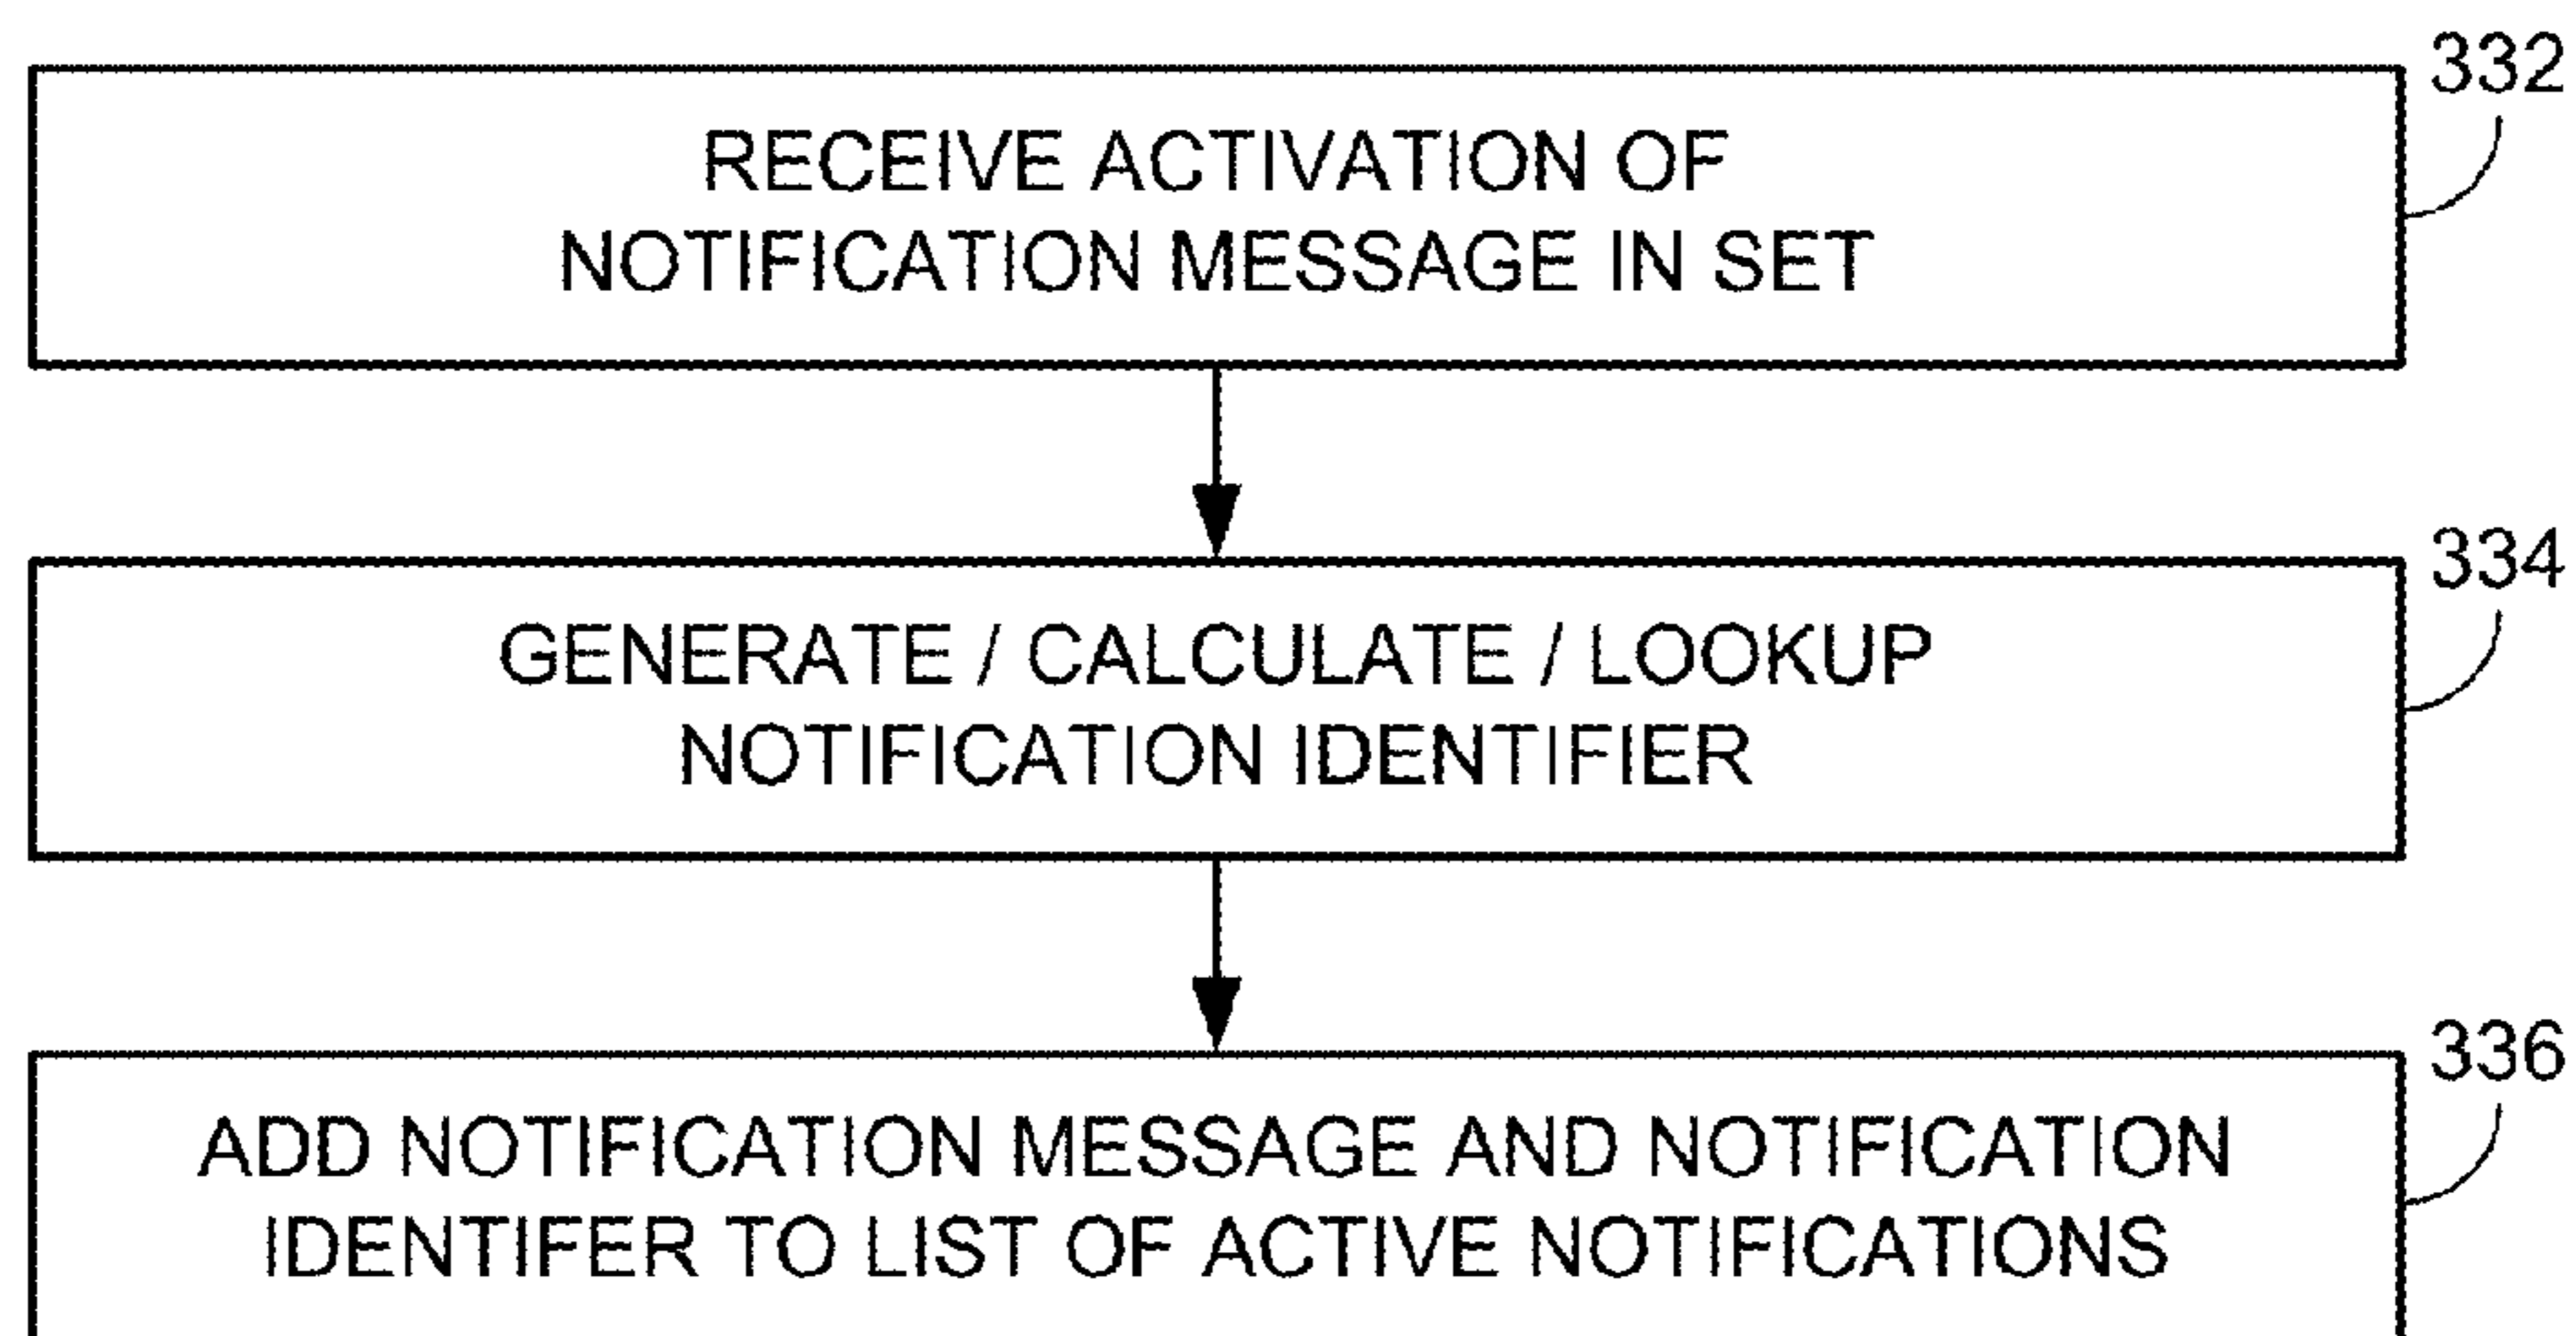 332
RECEIVE ACTIVATION OF
NOTIFICATION MESSAGE IN SET
334
GENERATE / CALCULATE / LOOKUP
NOTIFICATION IDENTIFIER
336
ADD NOTIFICATION MESSAGE AND NOTIFICATION
IDENTIFER TO LIST OF ACTIVE NOTIFICATIONS